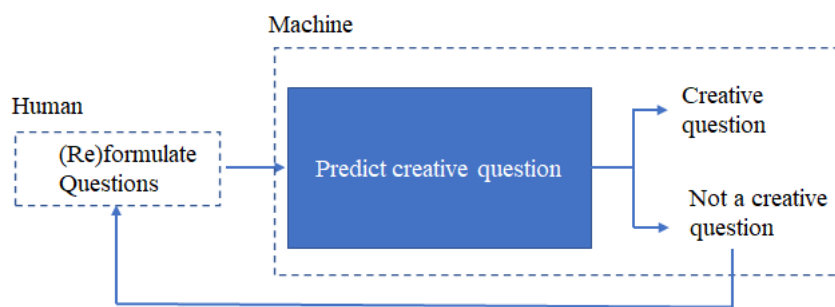 Machine
Human
(Re)formulate
Questions
Predict creative question
Creative
question
Not a creative
question